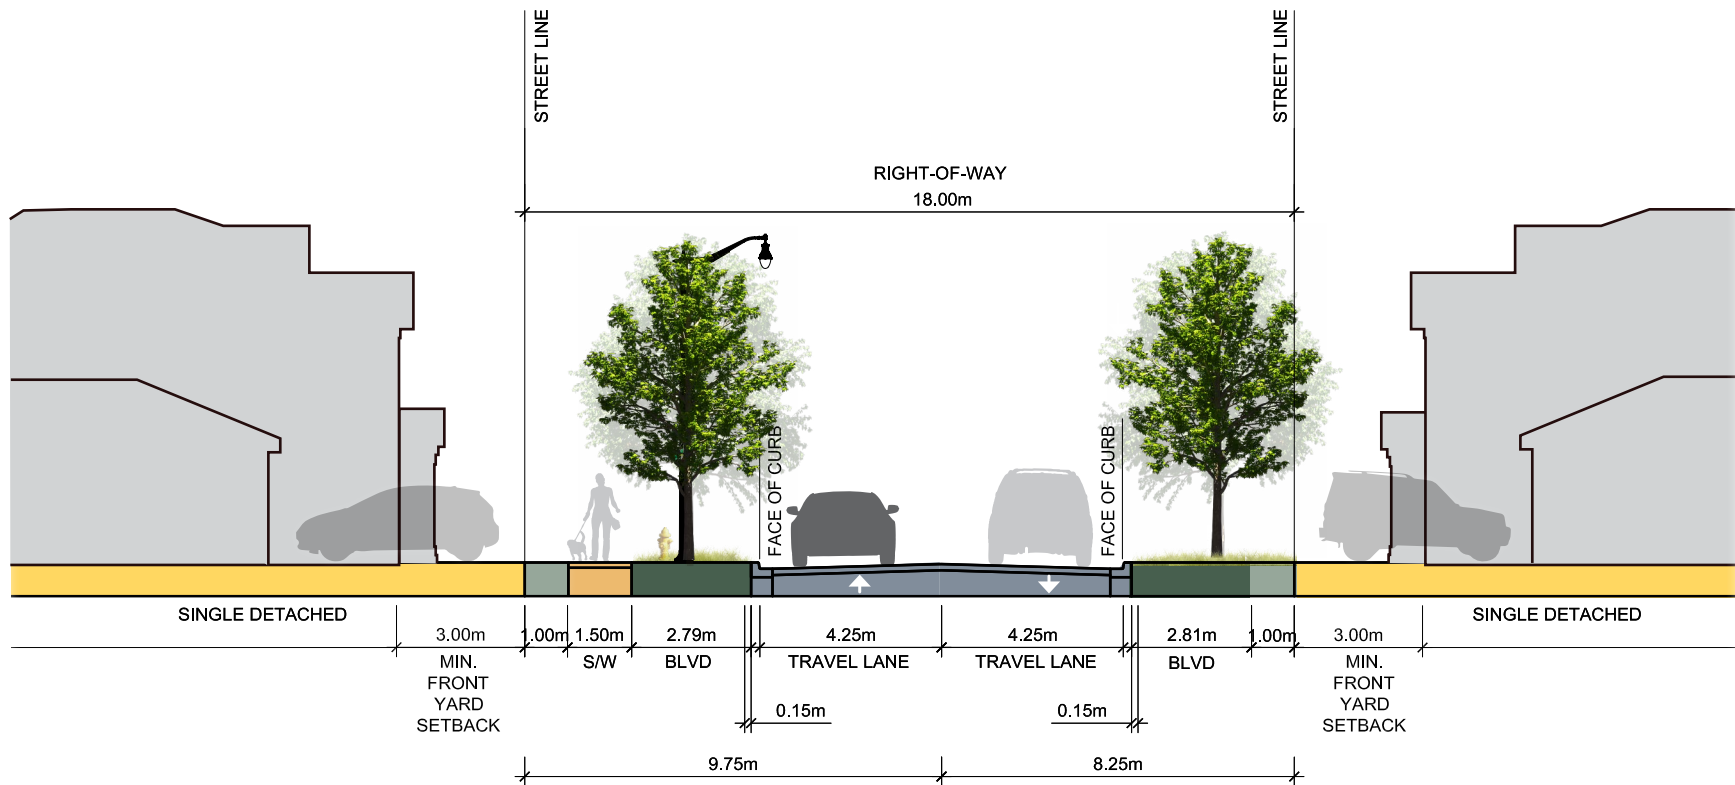 STREET LINE
STREET LINE
RIGHT-OF-WAY
18.00m
FACE OF CURB
FACE OF CURB
SINGLE DETACHED
SINGLE DETACHED
3.00m
1.00m
1.50m
2.79m
4.25m
4.25m
2.81m
1.00m
3.00m
MIN.
FRONT
YARD
SETBACK
S/W
BLVD
TRAVEL LANE
TRAVEL LANE
BLVD
MIN.
FRONT
YARD
SETBACK
0.15m
0.15m
9.75m
8.25m